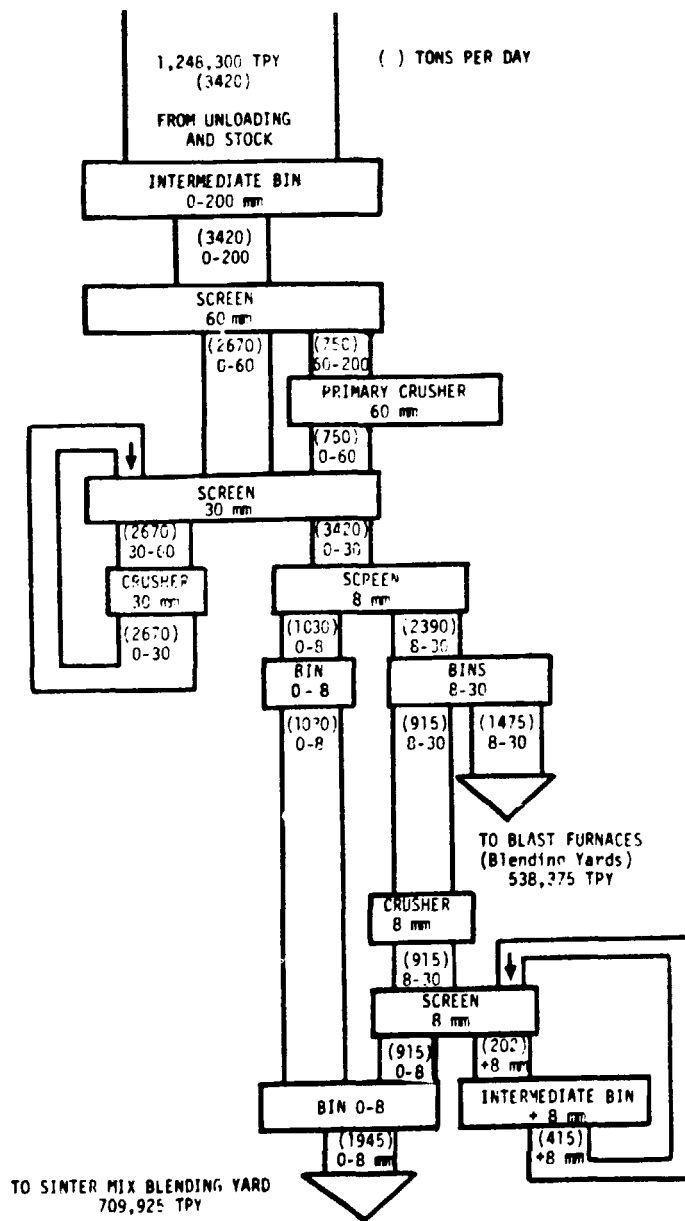 1,248,300 TPY
(3420)
( ) TONS PER DAY
FROM UNLOADING
AND STOCK
INTERMEDIATE BIN
0-200 mm
(3420)
0-200
SCREEN
60 mm
(2670)
0-60
(750)
60-200
PRIMARY CRUSHER
60 mm
(750)
0-60
SCREEN
30 mm
(2670)
30-60
(3420)
0-30
CRUSHER
30 mm
SCREEN
8 mm
(2670)
0-30
(1030)
0-8
(2390)
8-30
BIN
0-8
BINS
8-30
(1030)
0-8
(915)
8-30
(1475)
8-30
TO BLAST FURNACES
(Blending Yards)
538,375 TPY
CRUSHER
8 mm
(915)
8-30
SCREEN
8 mm
(915)
0-8
(202)
+8 mm
BIN 0-8
INTERMEDIATE BIN
+ 8 mm
(1945)
0-8 mm
(415)
+8 mm
TO SINTER MIX BLENDING YARD
709,925 TPY